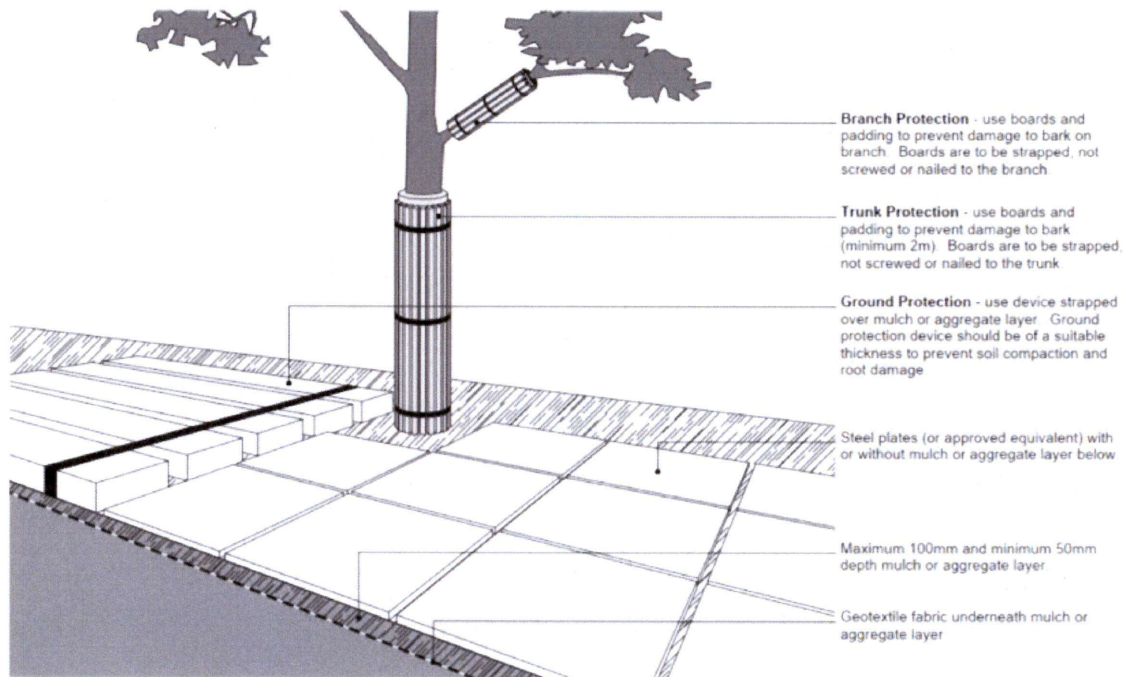 Branch Protection - use boards and
padding to prevent damage to bark on
branch. Boards are to be strapped, not
screwed or nailed to the branch.
Trunk Protection - use boards and
padding to prevent damage to bark
(minimum 2m). Boards are to be strapped,
not screwed or nailed to the trunk
Ground Protection - use device strapped
over mulch or aggregate layer. Ground
protection device should be of a suitable
thickness to prevent soil compaction and
root damage
Steel plates (or approved equivalent) with
or without mulch or aggregate layer below
Maximum 100mm and minimum 50mm
depth mulch or aggregate layer
Geotextile fabric underneath mulch or
aggregate layer